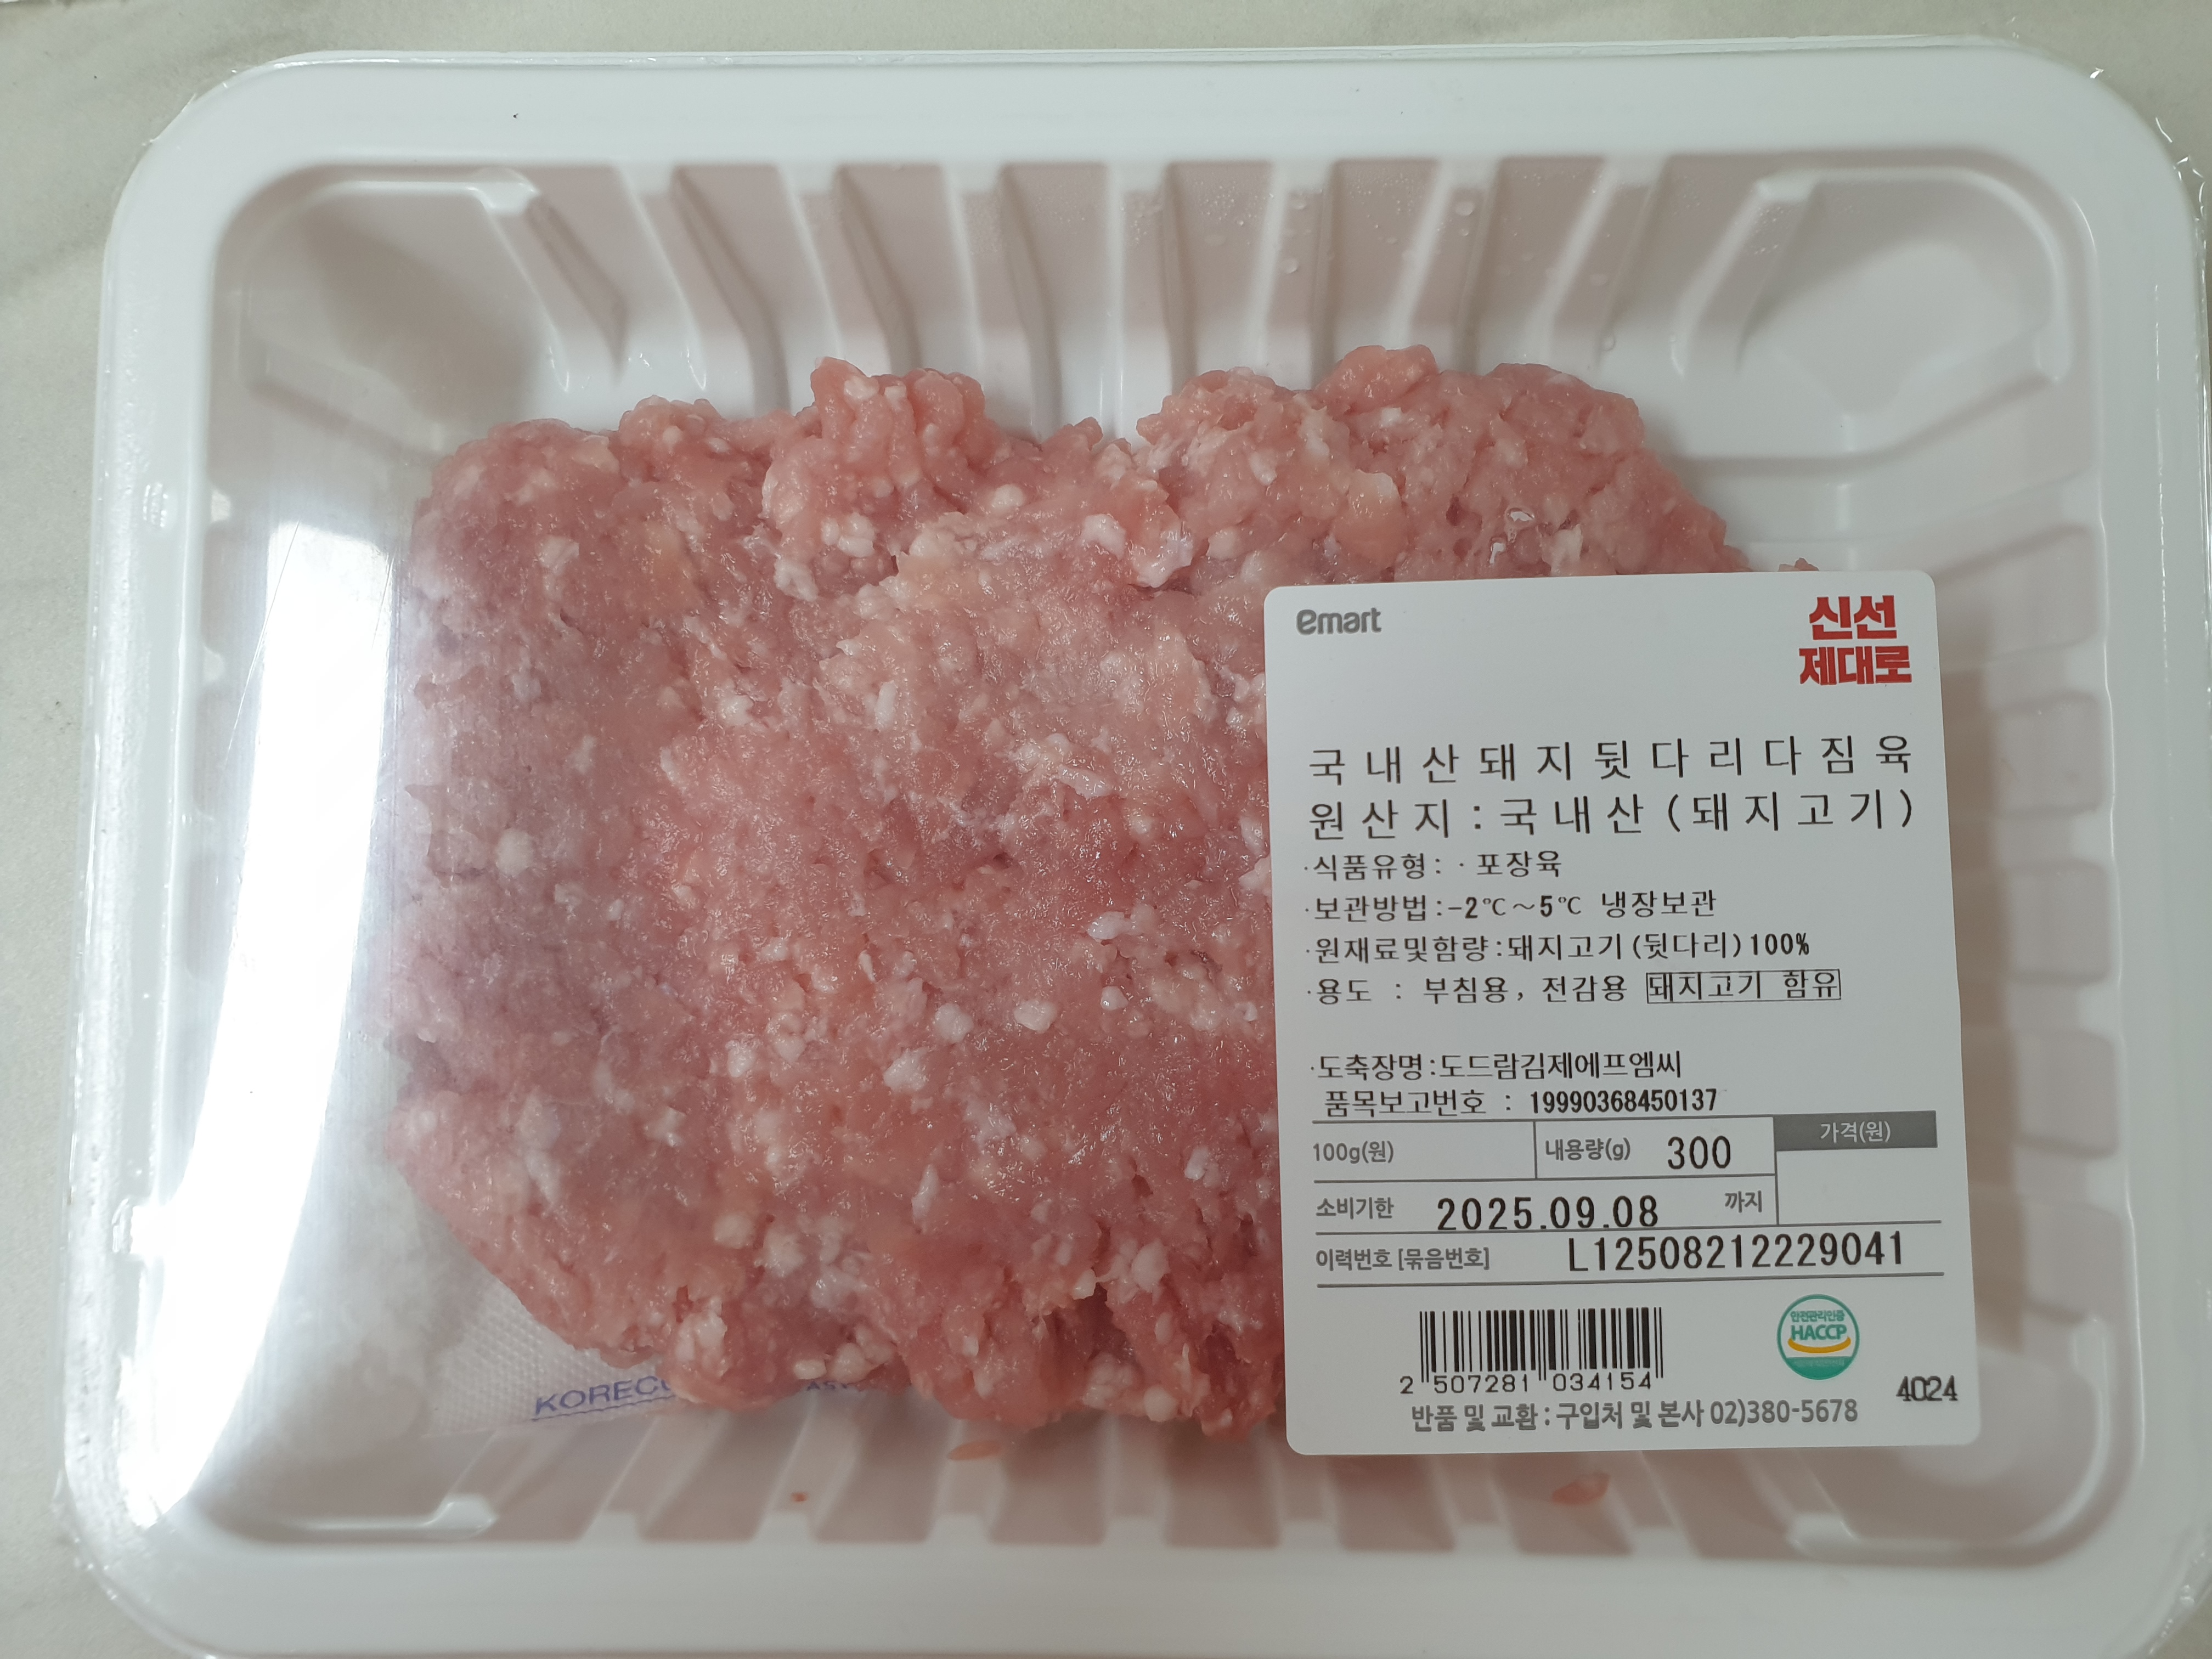 emart
신선
제대로
국내산돼지뒷다리다짐육
원산지:국내산(돼지고기)
·식품유형: ·포장육
·보관방법:-2℃~5℃ 냉장보관
·원재료및함량:돼지고기(뒷다리)100%
·용도 : 부침용, 전감용 돼지고기 함유
·도축장명:도드람김제에프엠씨
품목보고번호 : 19990368450137
100g(원) 내용량(g) 300 가격(원)
소비기한 2025.09.08 까지
이력번호 [묶음번호] L12508212229041
안전관리인증
HACCP
2 507281 034154
4024
반품 및 교환 : 구입처 및 본사 02)380-5678